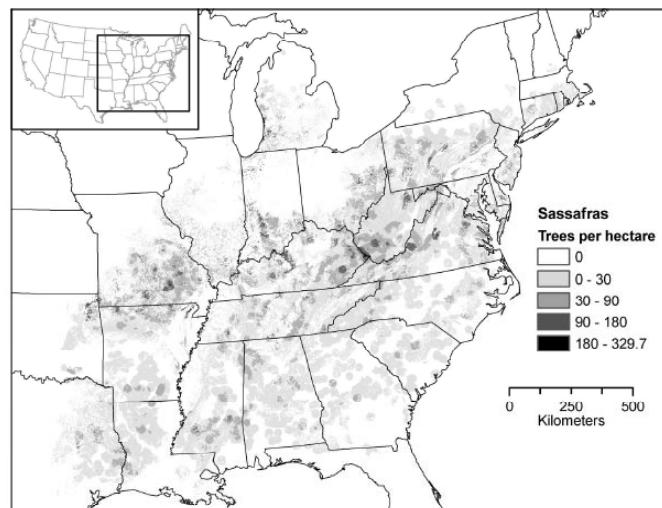 Sassafras
Trees per hectare
0
0 - 30
30 - 90
90 - 180
180 - 329.7
0 250 500
Kilometers